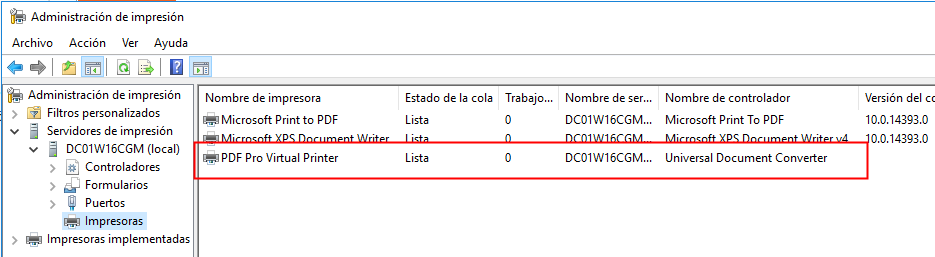 Administración de impresión
Archivo Acción Ver Ayuda
Administración de impresión
Filtros personalizados
Servidores de impresión
DC01W16CGM (local)
Controladores
Formularios
Puertos
Impresoras
Impresoras implementadas
Nombre de impresora Estado de la cola Trabajo... Nombre de ser... Nombre de controlador Versión del co
Microsoft Print to PDF Lista 0 DC01W16CGM... Microsoft Print To PDF 10.0.14393.0
Microsoft XPS Document Writer Lista 0 DC01W16CGM... Microsoft XPS Document Writer v4 10.0.14393.0
PDF Pro Virtual Printer Lista 0 DC01W16CGM... Universal Document Converter